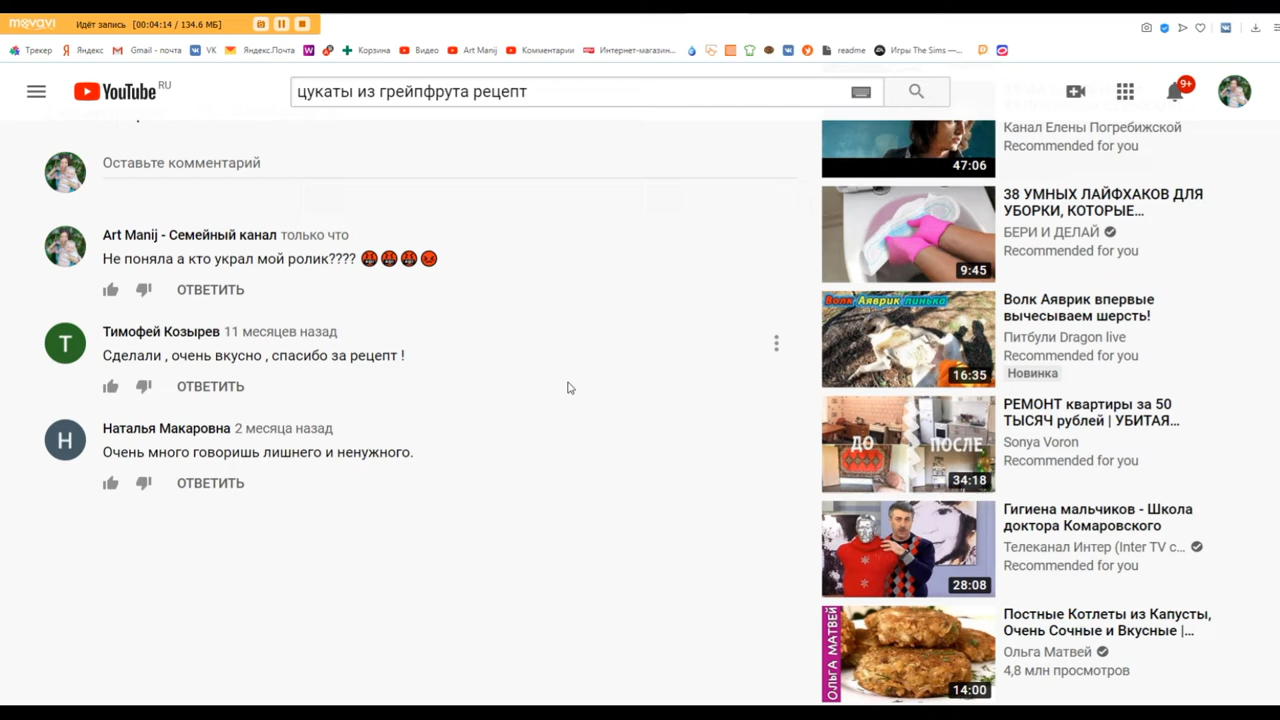 movavi
Идёт запись [00:04:14 / 134.6 МБ]
Трекер
Яндекс
Gmail - почта
VK
Яндекс.Почта
Корзина
Видео
Art Manij
Комментарии
Интернет-магазин...
readme
Игры The Sims —...
YouTube RU
цукаты из грейпфрута рецепт
9+
Оставьте комментарий
Art Manij - Семейный канал только что
Не поняла а кто украл мой ролик????
ОТВЕТИТЬ
Тимофей Козырев 11 месяцев назад
Сделали , очень вкусно , спасибо за рецепт !
ОТВЕТИТЬ
Наталья Макаровна 2 месяца назад
Очень много говоришь лишнего и ненужного.
ОТВЕТИТЬ
47:06
Канал Елены Погребижской
Recommended for you
9:45
38 УМНЫХ ЛАЙФХАКОВ ДЛЯ
УБОРКИ, КОТОРЫЕ...
БЕРИ И ДЕЛАЙ
Recommended for you
Волк Аяврик линька
16:35
Волк Аяврик впервые
вычесываем шерсть!
Питбули Dragon live
Recommended for you
Новинка
ДО
ПОСЛЕ
34:18
РЕМОНТ квартиры за 50
ТЫСЯЧ рублей | УБИТАЯ...
Sonya Voron
Recommended for you
28:08
Гигиена мальчиков - Школа
доктора Комаровского
Телеканал Интер (Inter TV c...
Recommended for you
ОЛЬГА МАТВЕЙ
14:00
Постные Котлеты из Капусты,
Очень Сочные и Вкусные |...
Ольга Матвей
4,8 млн просмотров